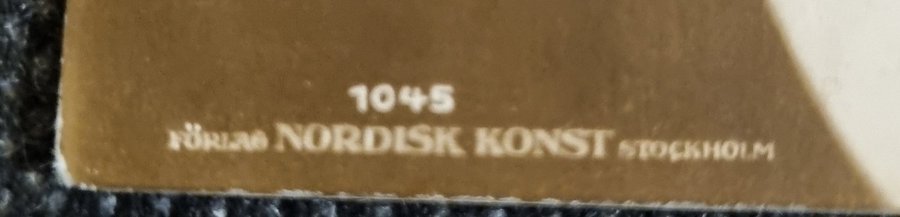 1045
FÖRLAG NORDISK KONST STOCKHOLM